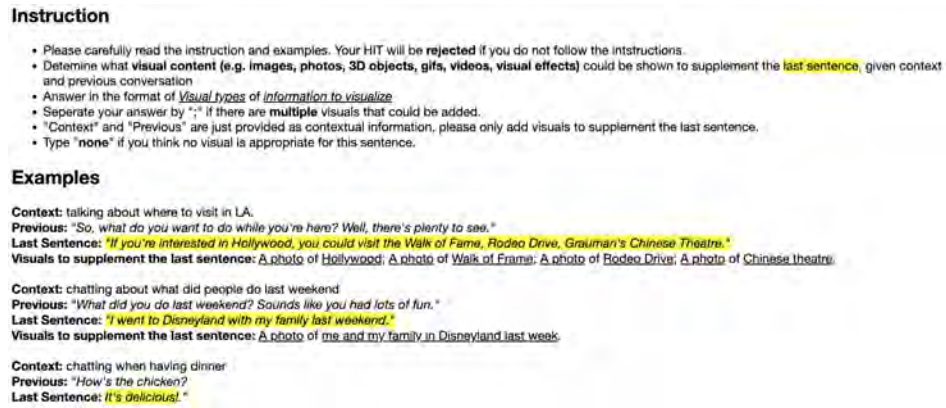 Instruction
• Please carefully read the instruction and examples. Your HIT will be rejected if you do not follow the intstructions.
• Detemine what visual content (e.g. images, photos, 3D objects, gifs, videos, visual effects) could be shown to supplement the last sentence, given context
and previous conversation
• Answer in the format of Visual types of information to visualize
• Seperate your answer by ";" if there are multiple visuals that could be added.
• "Context" and "Previous" are just provided as contextual information, please only add visuals to supplement the last sentence.
• Type "none" if you think no visual is appropriate for this sentence.
Examples
Context: talking about where to visit in LA.
Previous: "So, what do you want to do while you're here? Well, there's plenty to see."
Last Sentence: "If you're interested in Hollywood, you could visit the Walk of Fame, Rodeo Drive, Grauman's Chinese Theatre."
Visuals to supplement the last sentence: A photo of Hollywood; A photo of Walk of Frame; A photo of Rodeo Drive; A photo of Chinese theatre.
Context: chatting about what did people do last weekend
Previous: "What did you do last weekend? Sounds like you had lots of fun."
Last Sentence: "I went to Disneyland with my family last weekend."
Visuals to supplement the last sentence: A photo of me and my family in Disneyland last week.
Context: chatting when having dinner
Previous: "How's the chicken?
Last Sentence: It's delicious!."